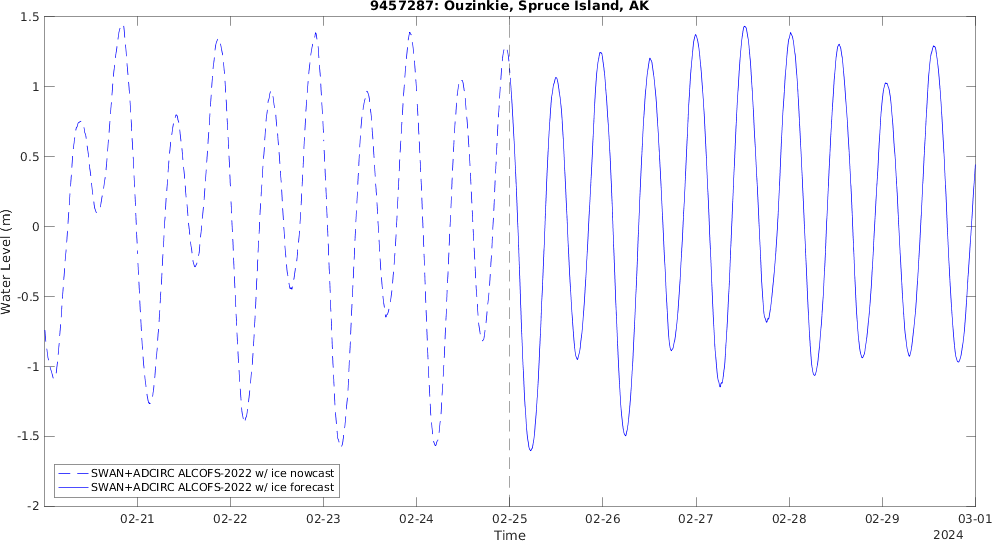 9457287: Ouzinkie, Spruce Island, AK
1.5
1
0.5
0
-0.5
-1
-1.5
-2
Water Level (m)
SWAN+ADCIRC ALCOFS-2022 w/ ice nowcast
SWAN+ADCIRC ALCOFS-2022 w/ ice forecast
02-21 02-22 02-23 02-24 02-25 02-26 02-27 02-28 02-29 03-01
Time
2024